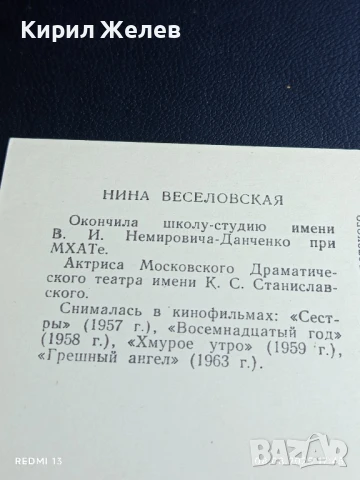 Кирил Желев
НИНА ВЕСЕЛОВСКАЯ
Окончила школу-студию имени
В. И. Немировича-Данченко при
МХАТе.
Актриса Московского Драматиче-
ского театра имени К. С. Станислав-
ского.
Снималась в кинофильмах: «Сест-
ры» (1957 г.), «Восемнадцатый год»
(1958 г.), «Хмурое утро» (1959 г.),
«Грешный ангел» (1963 г.).
REDMI 13
bazar